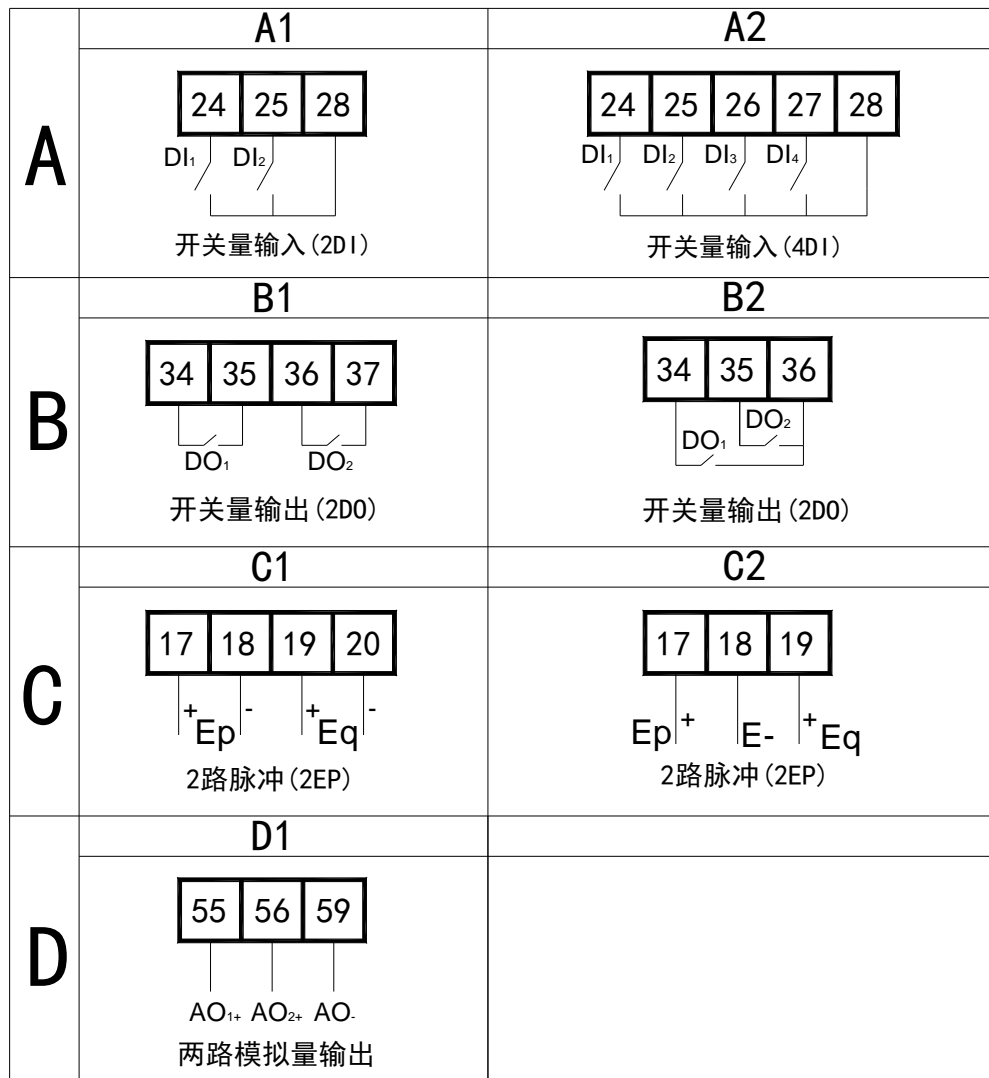 A1 A2
A
24 25 28
DI₁ DI₂
开关量输入(2DI)
24 25 26 27 28
DI₁ DI₂ DI₃ DI₄
开关量输入(4DI)
B1 B2
B
34 35 36 37
DO₁ DO₂
开关量输出(2DO)
34 35 36
DO₂
DO₁
开关量输出(2DO)
C1 C2
C
17 18 19 20
+ - + -
Ep Eq
2路脉冲(2EP)
17 18 19
Ep + E- + Eq
2路脉冲(2EP)
D1
D
55 56 59
AO₁₊ AO₂₊ AO₋
两路模拟量输出